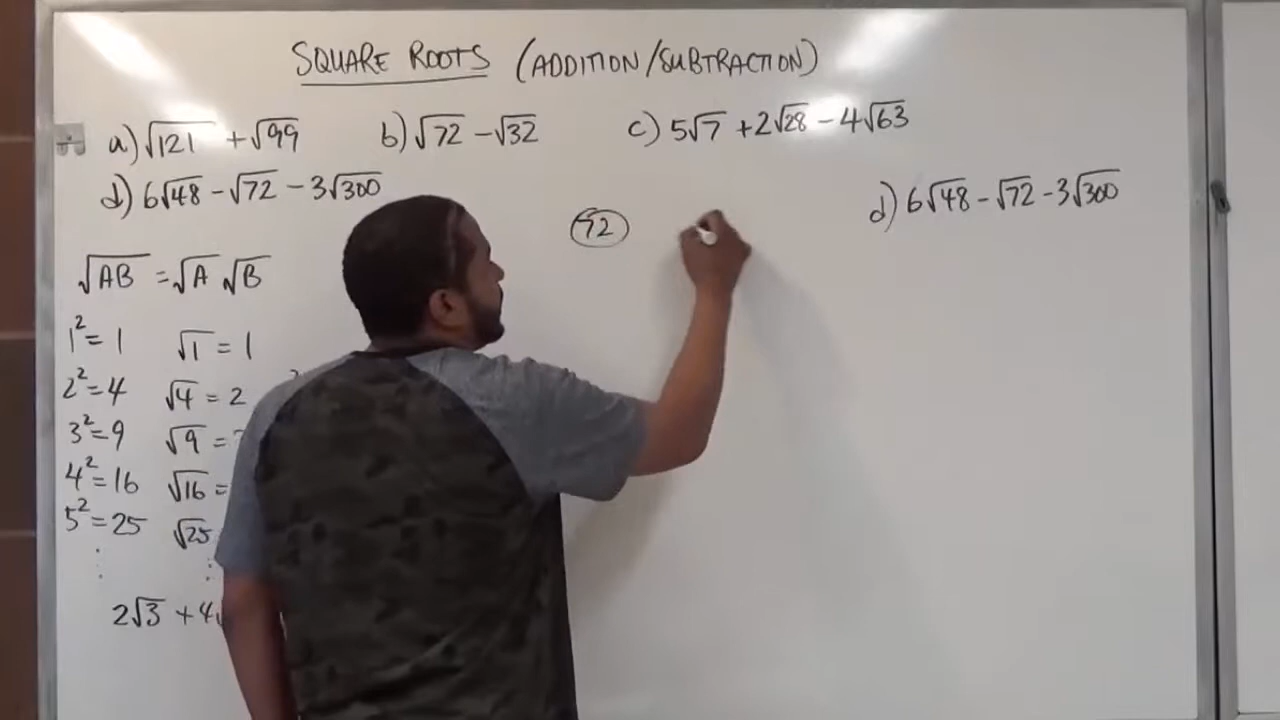 SQUARE ROOTS (ADDITION/SUBTRACTION)
a) √121 + √99 b) √72 - √32 c) 5√7 + 2√28 - 4√63
d) 6√48 - √72 - 3√300
d) 6√48 - √72 - 3√300
72
√AB = √A √B
1² = 1 √1 = 1
2² = 4 √4 = 2
3² = 9 √9 =
4² = 16 √16 =
5² = 25 √25
2√3 + 4